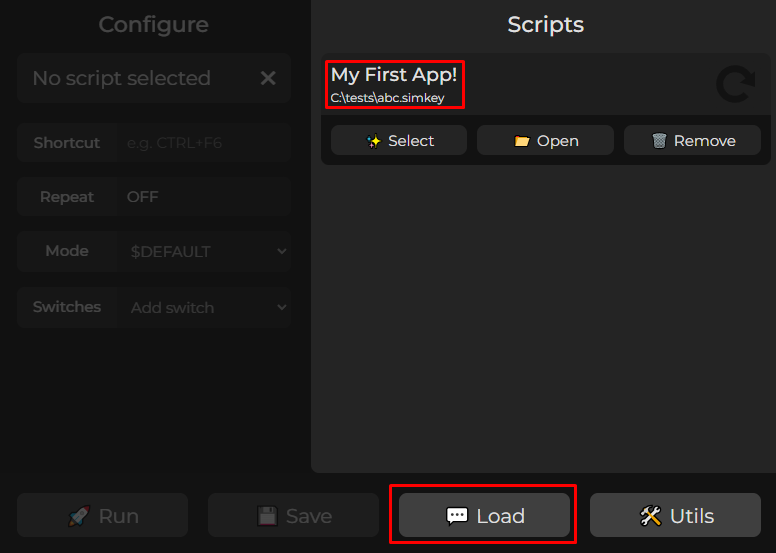 Configure
No script selected
Shortcut e.g. CTRL+F6
Repeat OFF
Mode $DEFAULT
Switches Add switch
Scripts
My First App!
C:\tests\abc.simkey
Select Open Remove
Run Save Load Utils